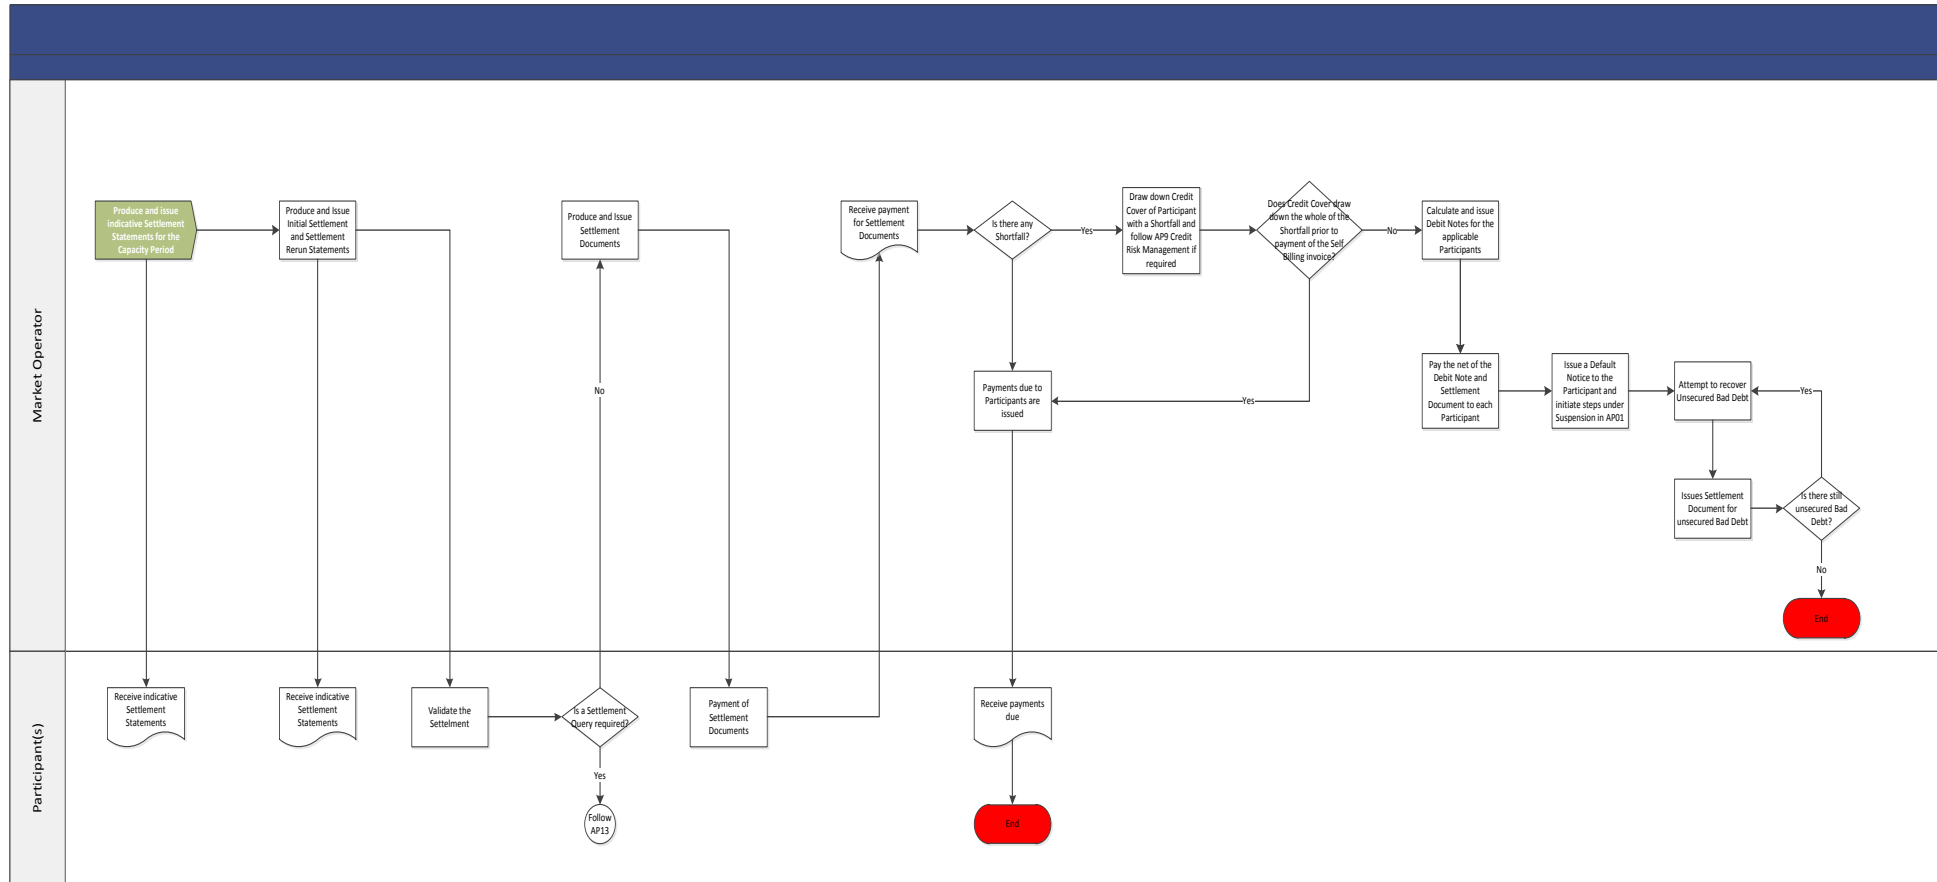 Market Operator
Produce and issue
indicative Settlement
Statements for the
Capacity Period
Produce and Issue
Initial Settlement
and Settlement
Rerun Statements
Produce and Issue
Settlement
Documents
No
Receive payment
for Settlement
Documents
Is there any
Shortfall?
Yes
Draw down Credit
Cover of Participant
with a Shortfall and
follow AP9 Credit
Risk Management if
required
Does Credit Cover draw
down the whole of the
Shortfall prior to
payment of the Self
Billing invoice?
No
Calculate and issue
Debit Notes for the
applicable
Participants
Payments due to
Participants are
issued
Yes
Pay the net of the
Debit Note and
Settlement
Document to each
Participant
Issue a Default
Notice to the
Participant and
initiate steps under
Suspension in AP01
Attempt to recover
Unsecured Bad Debt
Yes
Issues Settlement
Document for
unsecured Bad Debt
Is there still
unsecured Bad
Debt?
No
End
Participant(s)
Receive indicative
Settlement
Statements
Receive indicative
Settlement
Statements
Validate the
Settelment
Is a Settlement
Query required?
Yes
Follow
AP13
Payment of
Settlement
Documents
Receive payments
due
End